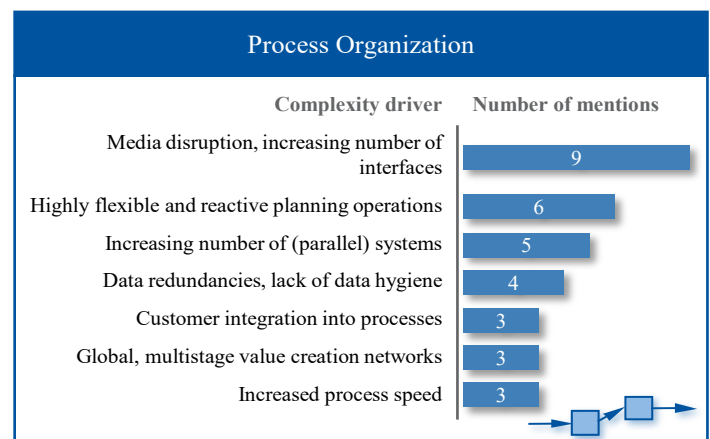 Process Organization
Complexity driver Number of mentions
Media disruption, increasing number of
interfaces 9
Highly flexible and reactive planning operations 6
Increasing number of (parallel) systems 5
Data redundancies, lack of data hygiene 4
Customer integration into processes 3
Global, multistage value creation networks 3
Increased process speed 3